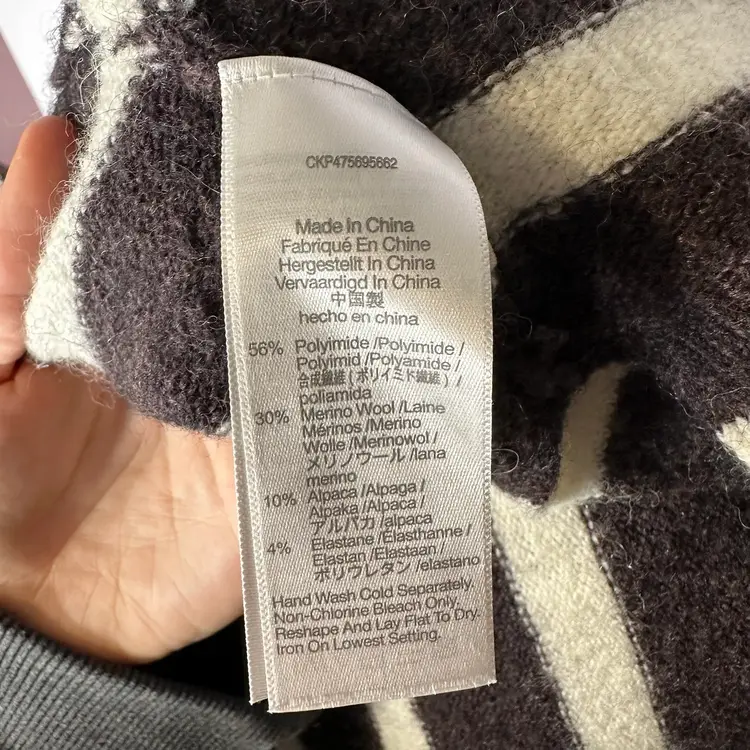 CKP475695662
Made In China
Fabriqué En Chine
Hergestellt In China
Vervaardigd In China
中国製
hecho en china
56% Polyimide /Polyimide /
Polyimid /Polyamide /
合成繊維 ( ポリイミド繊維 ) /
poliamida
30% Merino Wool /Laine
Mérinos /Merino
Wolle /Merinowol /
メリノウール /lana
merino
10% Alpaca /Alpaga /
Alpaka /Alpaca /
アルパカ /alpaca
4% Elastane /Elasthanne /
Elastan /Elastaan /
ポリウレタン /elastano
Hand Wash Cold Separately.
Non-Chlorine Bleach Only.
Reshape And Lay Flat To Dry.
Iron On Lowest Setting.